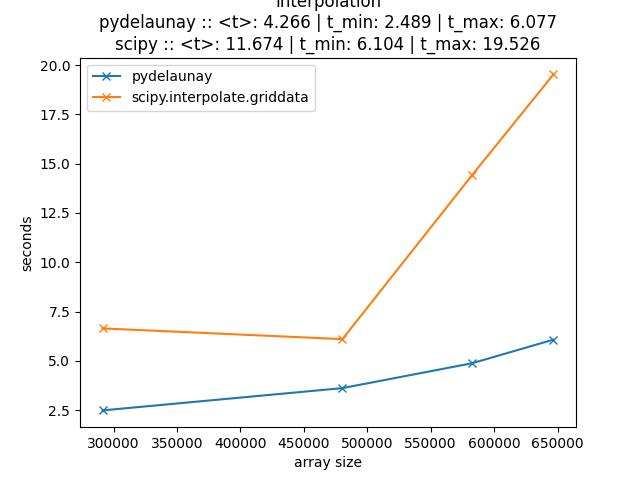 Interpolation
pydelaunay :: <t>: 4.266 | t_min: 2.489 | t_max: 6.077
scipy :: <t>: 11.674 | t_min: 6.104 | t_max: 19.526
pydelaunay
scipy.interpolate.griddata
seconds
20.0
17.5
15.0
12.5
10.0
7.5
5.0
2.5
300000 350000 400000 450000 500000 550000 600000 650000
array size